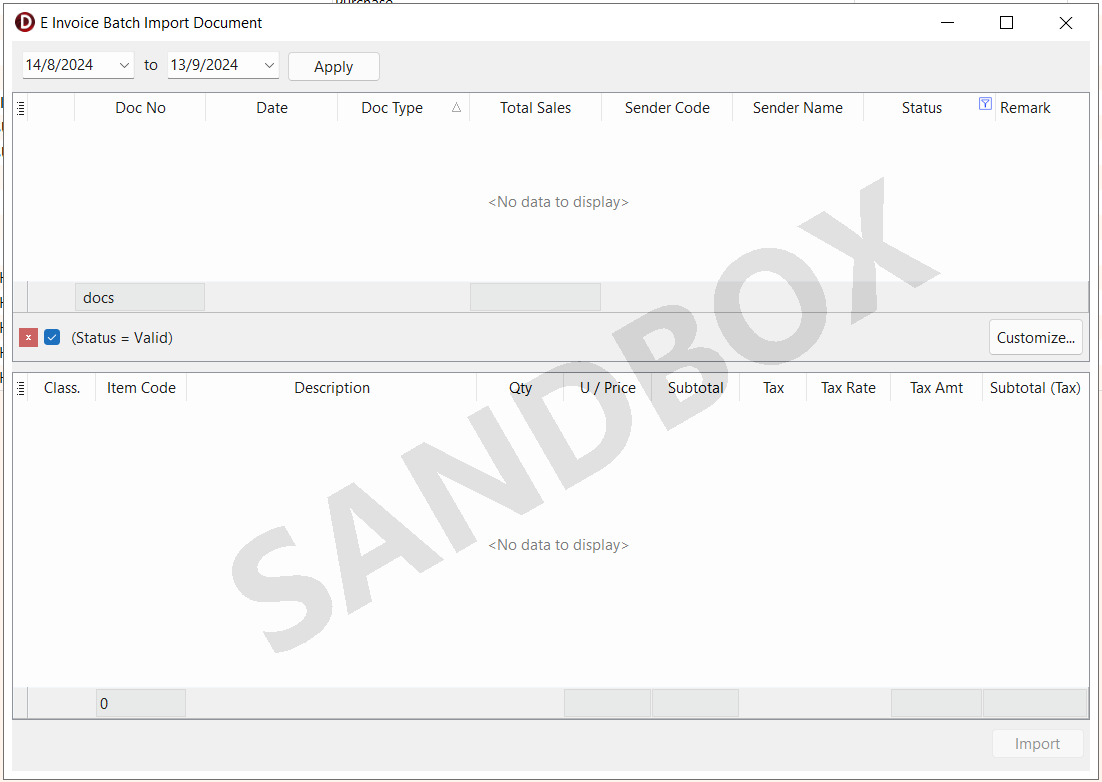 E Invoice Batch Import Document
14/8/2024 to 13/9/2024 Apply
Doc No Date Doc Type Total Sales Sender Code Sender Name Status Remark
<No data to display>
docs
x (Status = Valid) Customize...
Class. Item Code Description Qty U / Price Subtotal Tax Tax Rate Tax Amt Subtotal (Tax)
SANDBOX
<No data to display>
0
Import